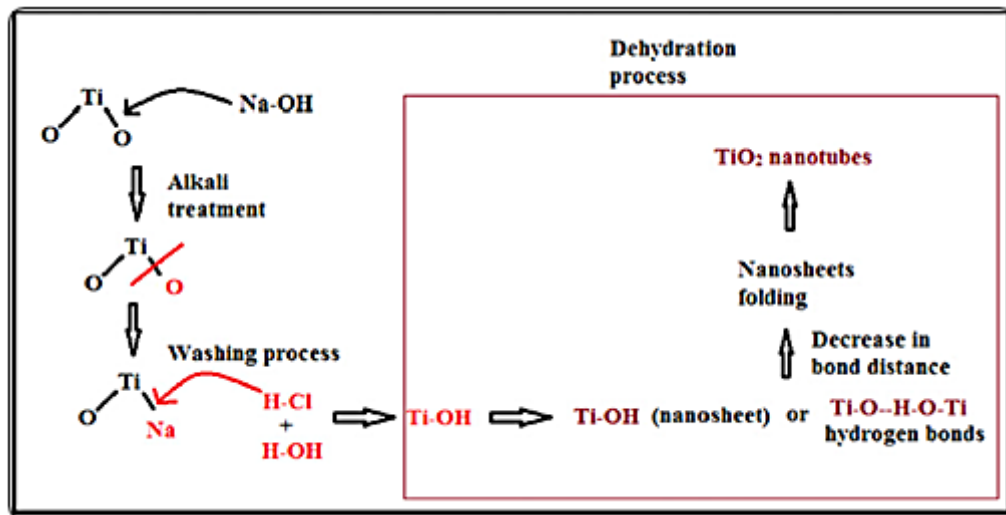 Dehydration
process
Ti
O
O
Na-OH
Alkali
treatment
Ti
O
O
Washing process
Ti
O
Na
H-Cl
+
H-OH
Ti-OH
Ti-OH (nanosheet) or
Ti-O--H-O-Ti
hydrogen bonds
Decrease in
bond distance
Nanosheets
folding
TiO₂ nanotubes